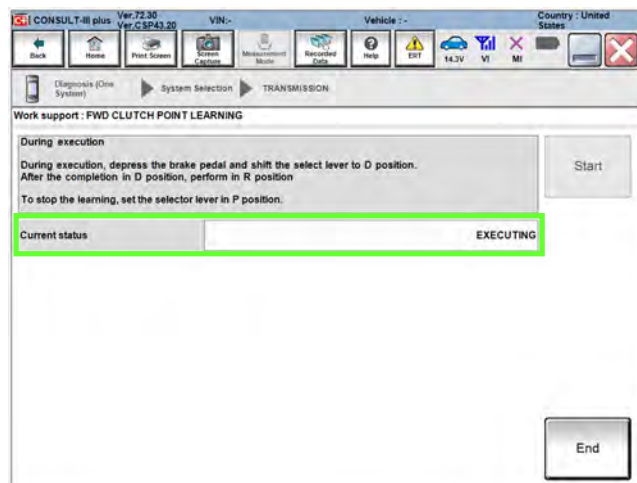 CONSULT-III plus Ver.72.30 VIN:- Vehicle : - Country : United
Ver.CSP43.20 States
Back Home Print Screen Screen Capture Measurement Mode Recorded Data Help ERT 14.3V VI MI
Diagnosis (One System) System Selection TRANSMISSION
Work support : FWD CLUTCH POINT LEARNING
During execution
During execution, depress the brake pedal and shift the select lever to D position.
After the completion in D position, perform in R position
To stop the learning, set the selector lever in P position.
Start
Current status EXECUTING
End